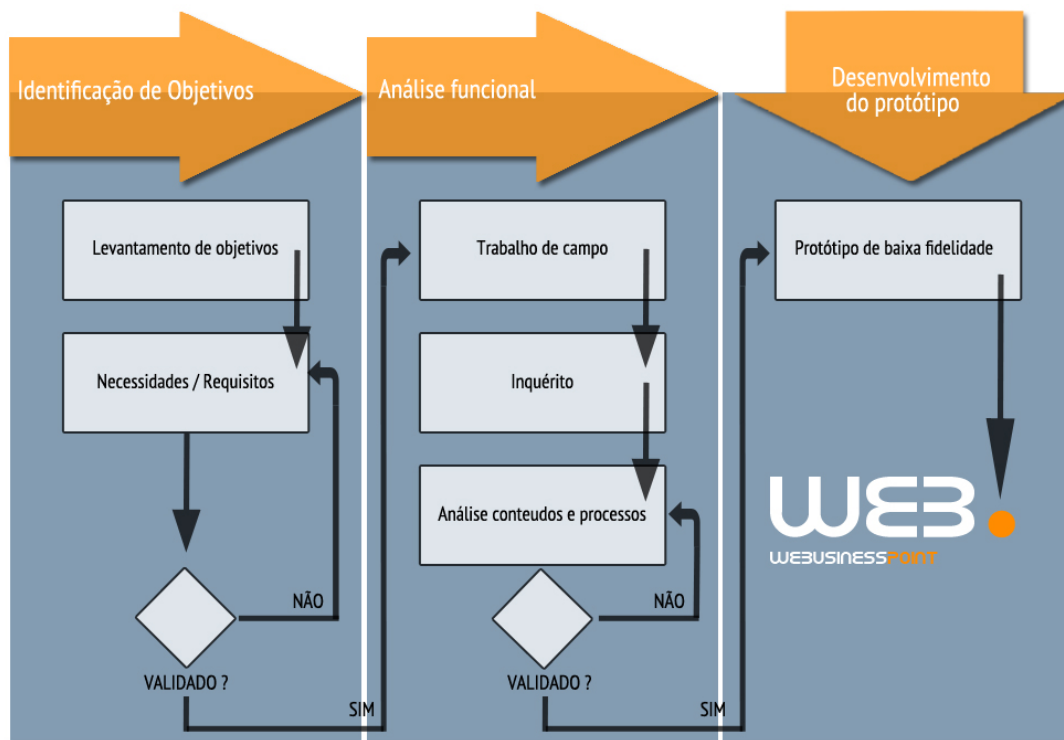 Identificação de Objetivos
Análise funcional
Desenvolvimento
do protótipo
Levantamento de objetivos
Necessidades / Requisitos
NÃO
VALIDADO ?
SIM
Trabalho de campo
Inquérito
Análise conteudos e processos
NÃO
VALIDADO ?
SIM
Protótipo de baixa fidelidade
WEB.
WEBUSINESSPOINT